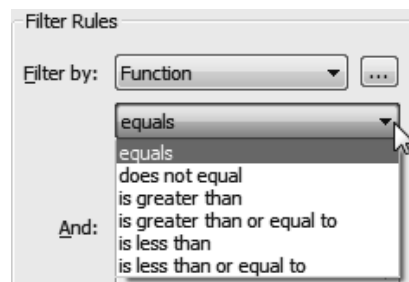 Filter Rules
Filter by: Function ...
equals
equals
does not equal
is greater than
is greater than or equal to
And:
is less than
is less than or equal to